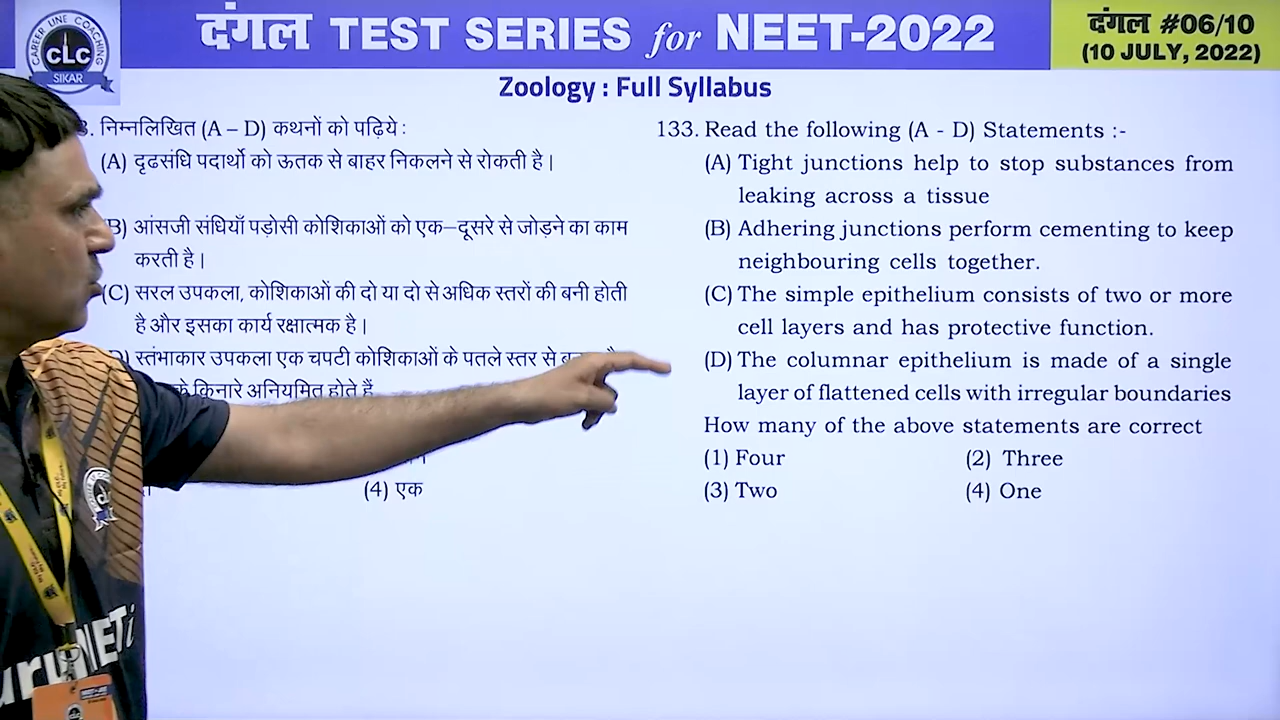 दंगल TEST SERIES for NEET-2022
दंगल #06/10
(10 JULY, 2022)
CAREER LINE COACHING
CLC
SIKAR
Zoology : Full Syllabus
3. निम्नलिखित (A – D) कथनों को पढ़िये :
(A) दृढसंधि पदार्थो को ऊतक से बाहर निकलने से रोकती है।
B) आंसजी संधियाँ पड़ोसी कोशिकाओं को एक–दूसरे से जोड़ने का काम
करती है।
(C) सरल उपकला, कोशिकाओं की दो या दो से अधिक स्तरों की बनी होती
है और इसका कार्य रक्षात्मक है।
स्तंभाकार उपकला एक चपटी कोशिकाओं के पतले स्तर से
के किनारे अनियमित होते हैं
(4) एक
133. Read the following (A - D) Statements :-
(A) Tight junctions help to stop substances from
leaking across a tissue
(B) Adhering junctions perform cementing to keep
neighbouring cells together.
(C) The simple epithelium consists of two or more
cell layers and has protective function.
(D) The columnar epithelium is made of a single
layer of flattened cells with irregular boundaries
How many of the above statements are correct
(1) Four (2) Three
(3) Two (4) One